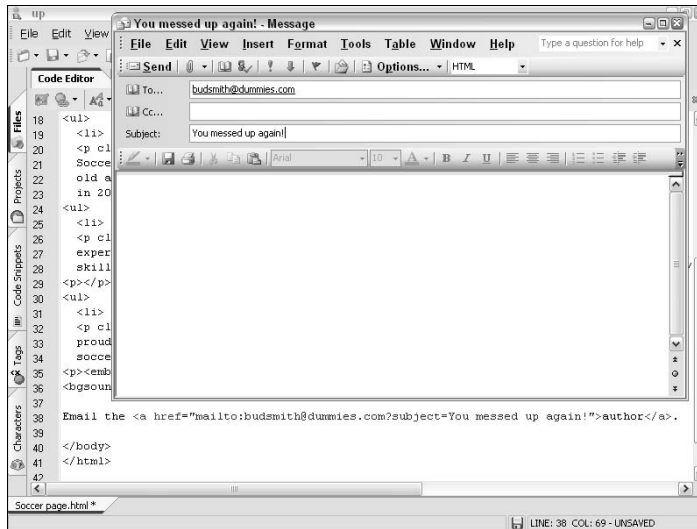 up
You messed up again! - Message
File Edit View
File Edit View Insert Format Tools Table Window Help
Type a question for help
Send Options... HTML
Code Editor
To... budsmith@dummies.com
Cc...
Subject: You messed up again!
Arial 10 A B I U
Files
Projects
Code Snippets
Tags
Characters
18 <ul>
19 <li>
20 <p cl
21 Socce
22 old a
23 in 20
24 <ul>
25 <li>
26 <p cl
27 exper
28 skill
29 <p></p>
30 <ul>
31 <li>
32 <p cl
33 proud
34 socce
35 <p><emb
36 <bgsoun
37
38 Email the <a href="mailto:budsmith@dummies.com?subject=You messed up again!">author</a>.
39
40 </body>
41 </html>
42
Soccer page.html *
LINE: 38 COL: 69 - UNSAVED